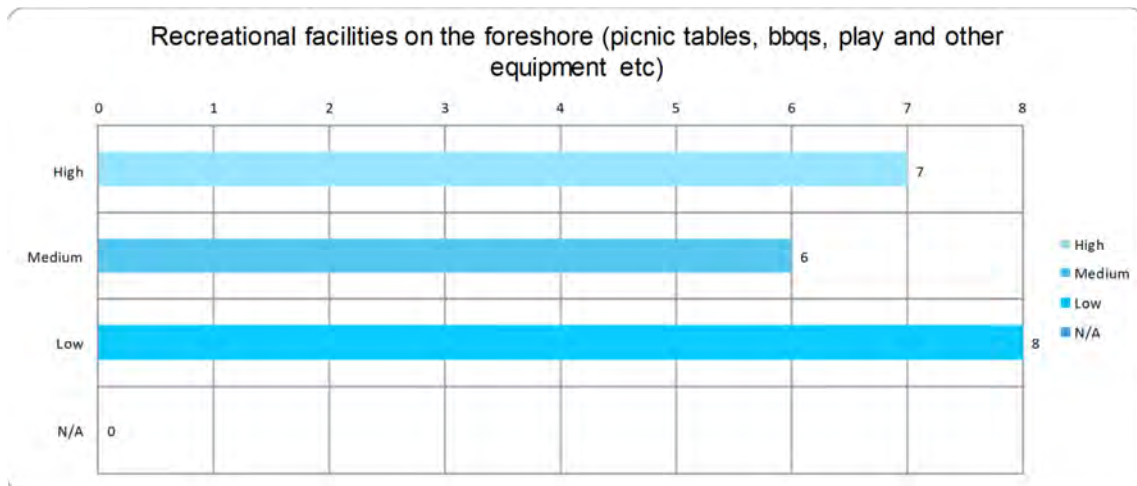 Recreational facilities on the foreshore (picnic tables, bbqs, play and other
equipment etc)
0 1 2 3 4 5 6 7 8
High 7
Medium 6
Low 8
N/A 0
High
Medium
Low
N/A